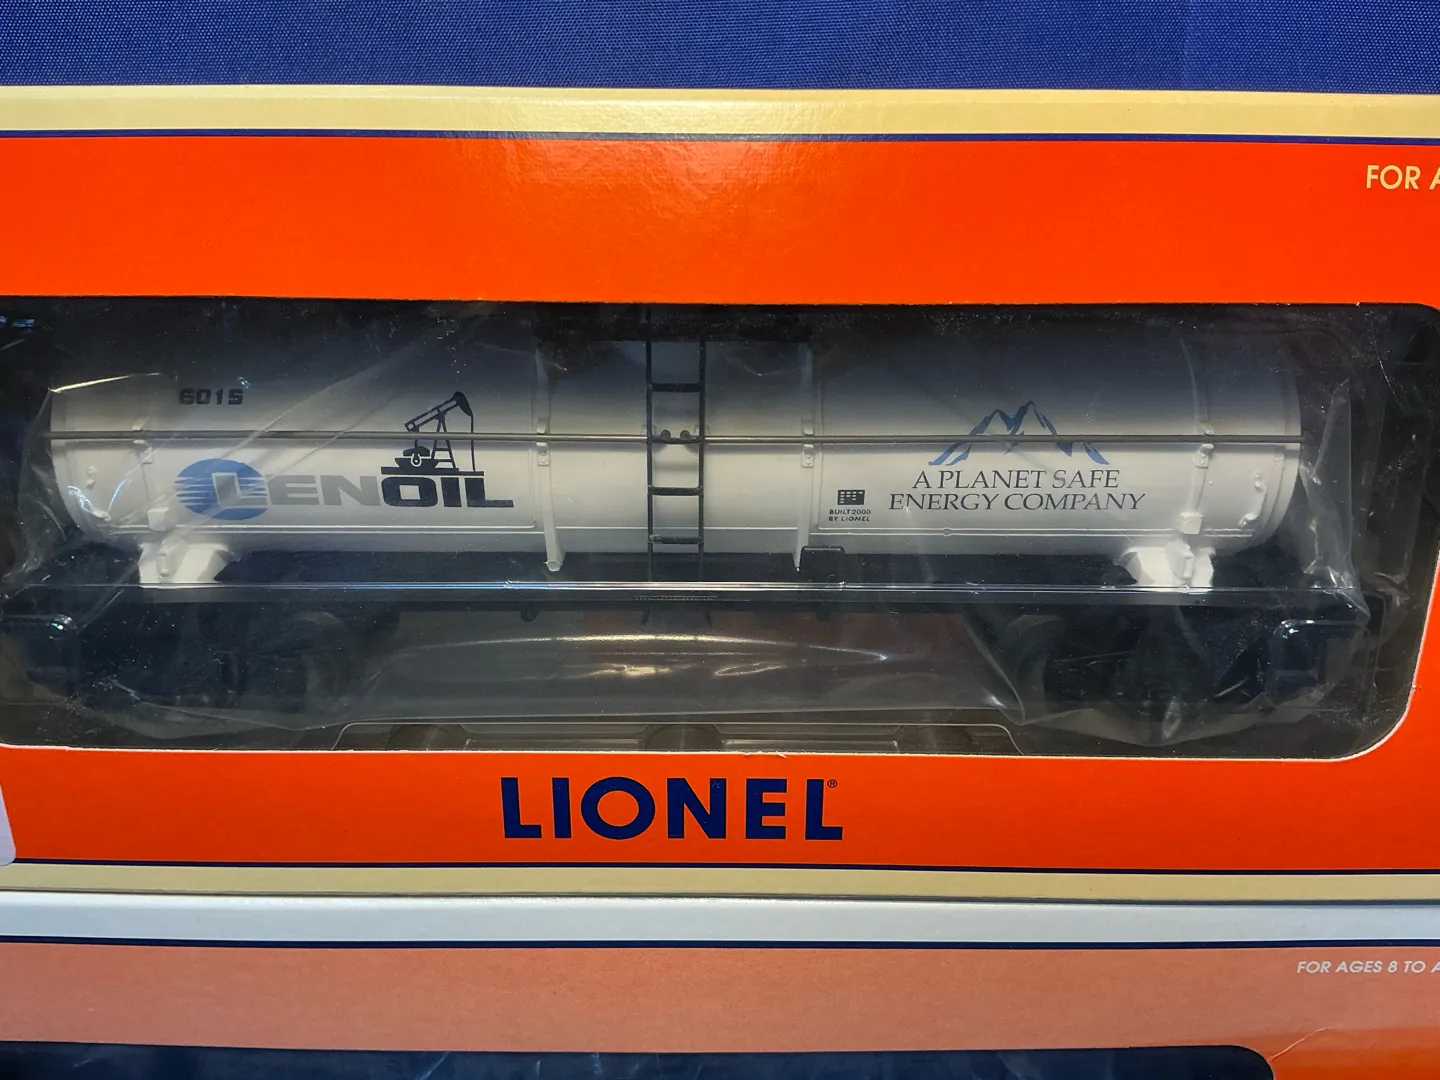 FOR A
6015
LENOIL
A PLANET SAFE
ENERGY COMPANY
BUILT 2000
BY LIONEL
LIONEL®
FOR AGES 8 TO A